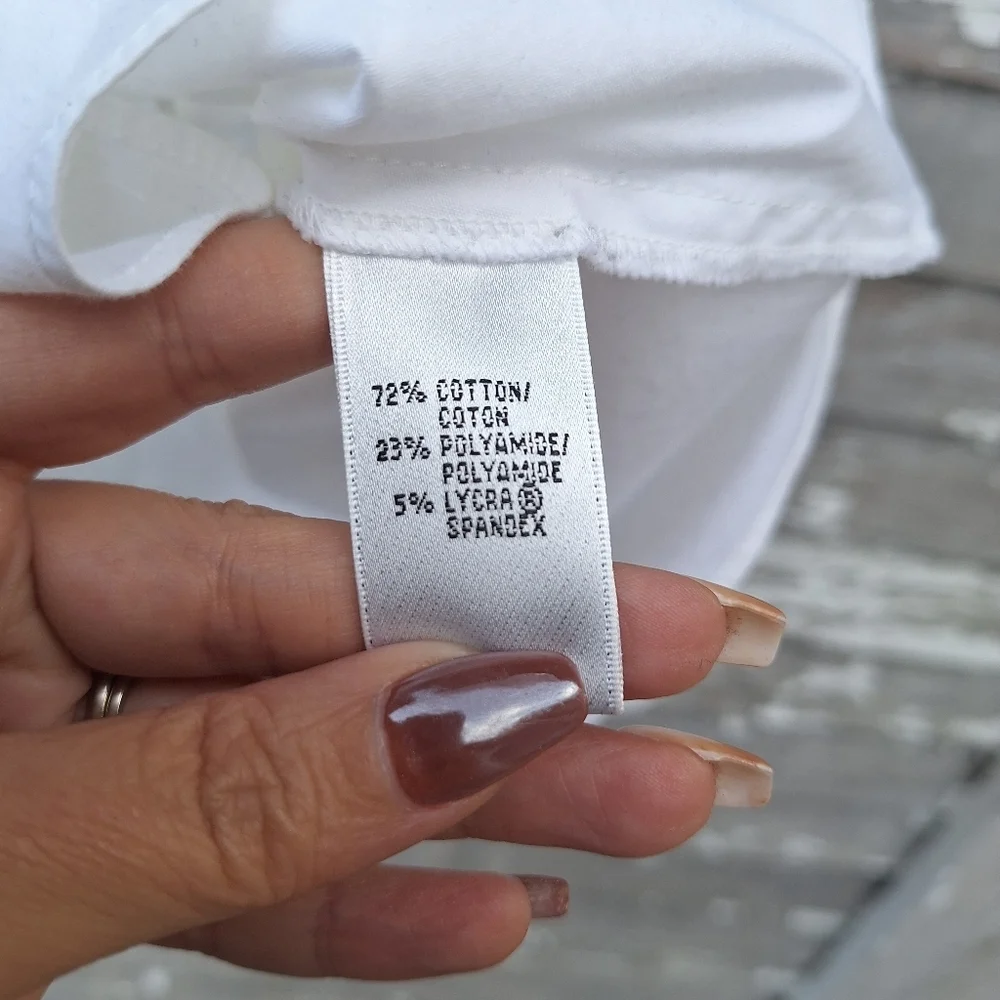 72% COTTON/
COTON
23% POLYAMIDE/
POLYAMIDE
5% LYCRA®
SPANDEX